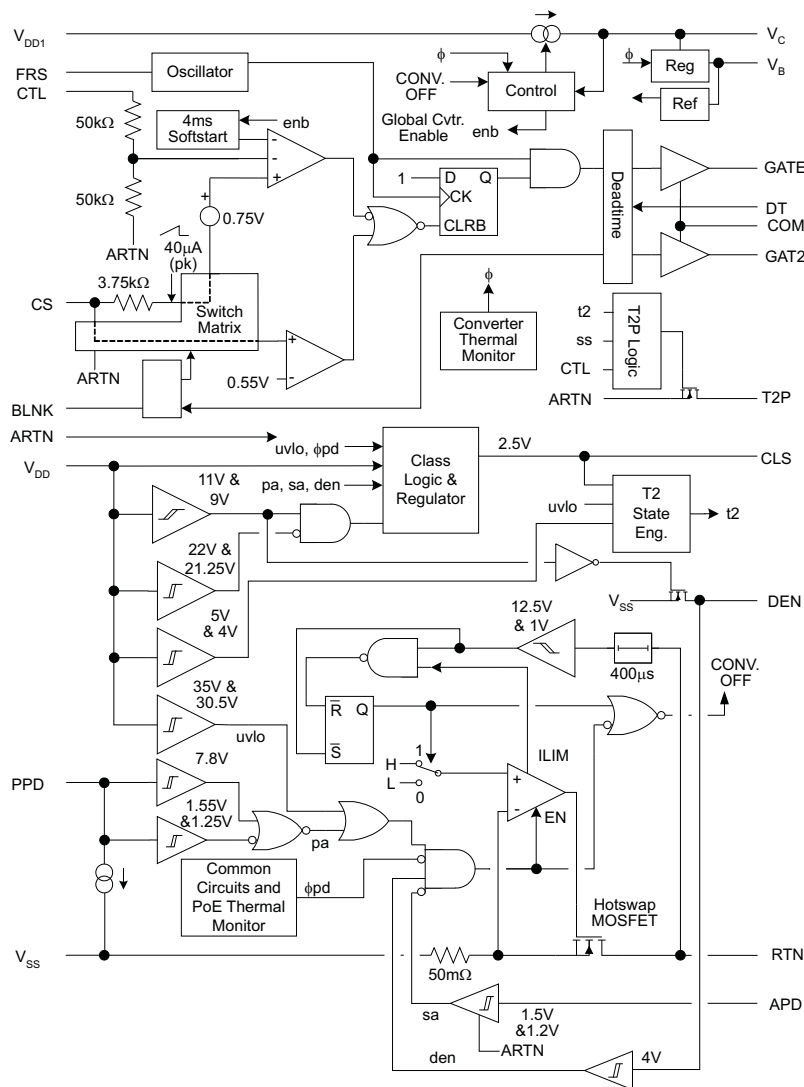 V_DD1
V_C
FRS
Oscillator
ϕ
ϕ
Reg
V_B
CTL
CONV.
OFF
Control
Ref
50kΩ
4ms
Softstart
enb
Global Cvtr.
Enable
enb
-
-
+
D
Q
1
CK
CLRB
Deadtime
GATE
50kΩ
+
0.75V
DT
COM
ARTN
40μA
(pk)
GAT2
3.75kΩ
ϕ
CS
Switch
Matrix
Converter
Thermal
Monitor
t2
ss
CTL
T2P Logic
+
-
ARTN
0.55V
BLNK
ARTN
T2P
ARTN
uvlo, ϕpd
2.5V
V_DD
Class
Logic &
Regulator
CLS
11V &
9V
pa, sa, den
T2
State
Eng.
uvlo
t2
22V &
21.25V
5V
& 4V
12.5V
& 1V
V_SS
DEN
400μs
CONV.
OFF
35V &
30.5V
uvlo
R
Q
S
7.8V
H
1
L
0
ILIM
+
-
EN
PPD
1.55V
&1.25V
pa
Common
Circuits and
PoE Thermal
Monitor
ϕpd
Hotswap
MOSFET
V_SS
50mΩ
RTN
sa
1.5V
&1.2V
APD
ARTN
den
4V